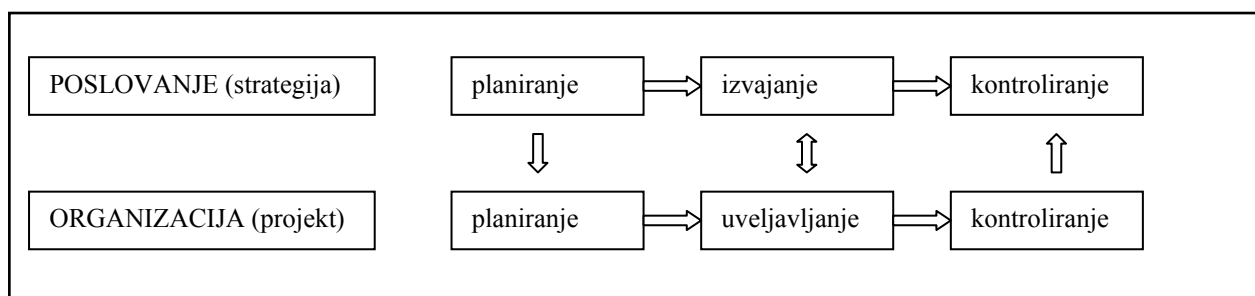 POSLOVANJE (strategija) planiranje izvajanje kontroliranje
ORGANIZACIJA (projekt) planiranje uveljavljanje kontroliranje